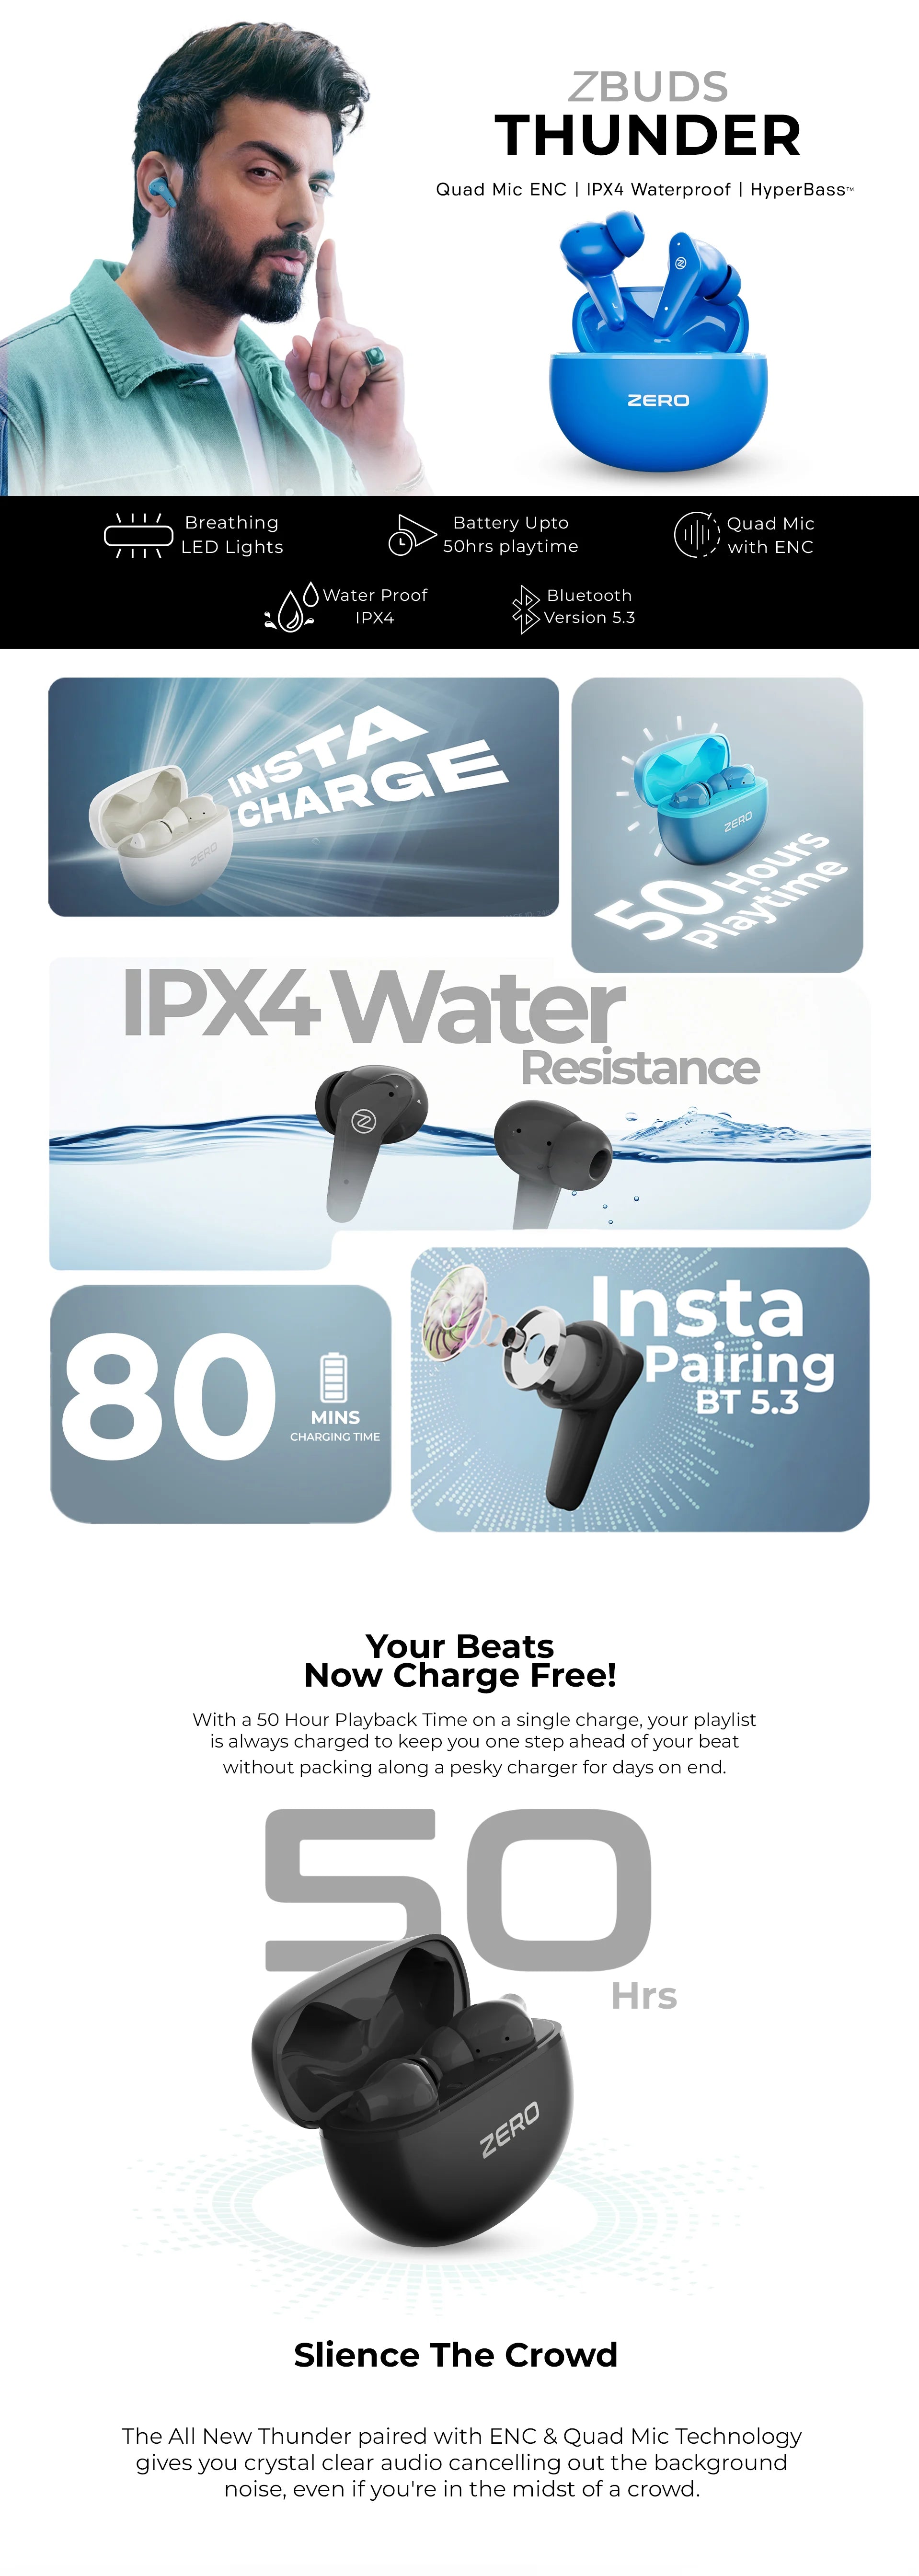 ZBUDS
THUNDER
Quad Mic ENC | IPX4 Waterproof | HyperBass™
ZERO
Breathing
LED Lights
Battery Upto
50hrs playtime
Quad Mic
with ENC
Water Proof
IPX4
Bluetooth
Version 5.3
INSTA
CHARGE
ZERO
ZERO
50 Hours
Playtime
IPX4 Water
Resistance
80
MINS
CHARGING TIME
Insta
Pairing
BT 5.3
Your Beats
Now Charge Free!
With a 50 Hour Playback Time on a single charge, your playlist
is always charged to keep you one step ahead of your beat
without packing along a pesky charger for days on end.
50
Hrs
ZERO
Slience The Crowd
The All New Thunder paired with ENC & Quad Mic Technology
gives you crystal clear audio cancelling out the background
noise, even if you're in the midst of a crowd.